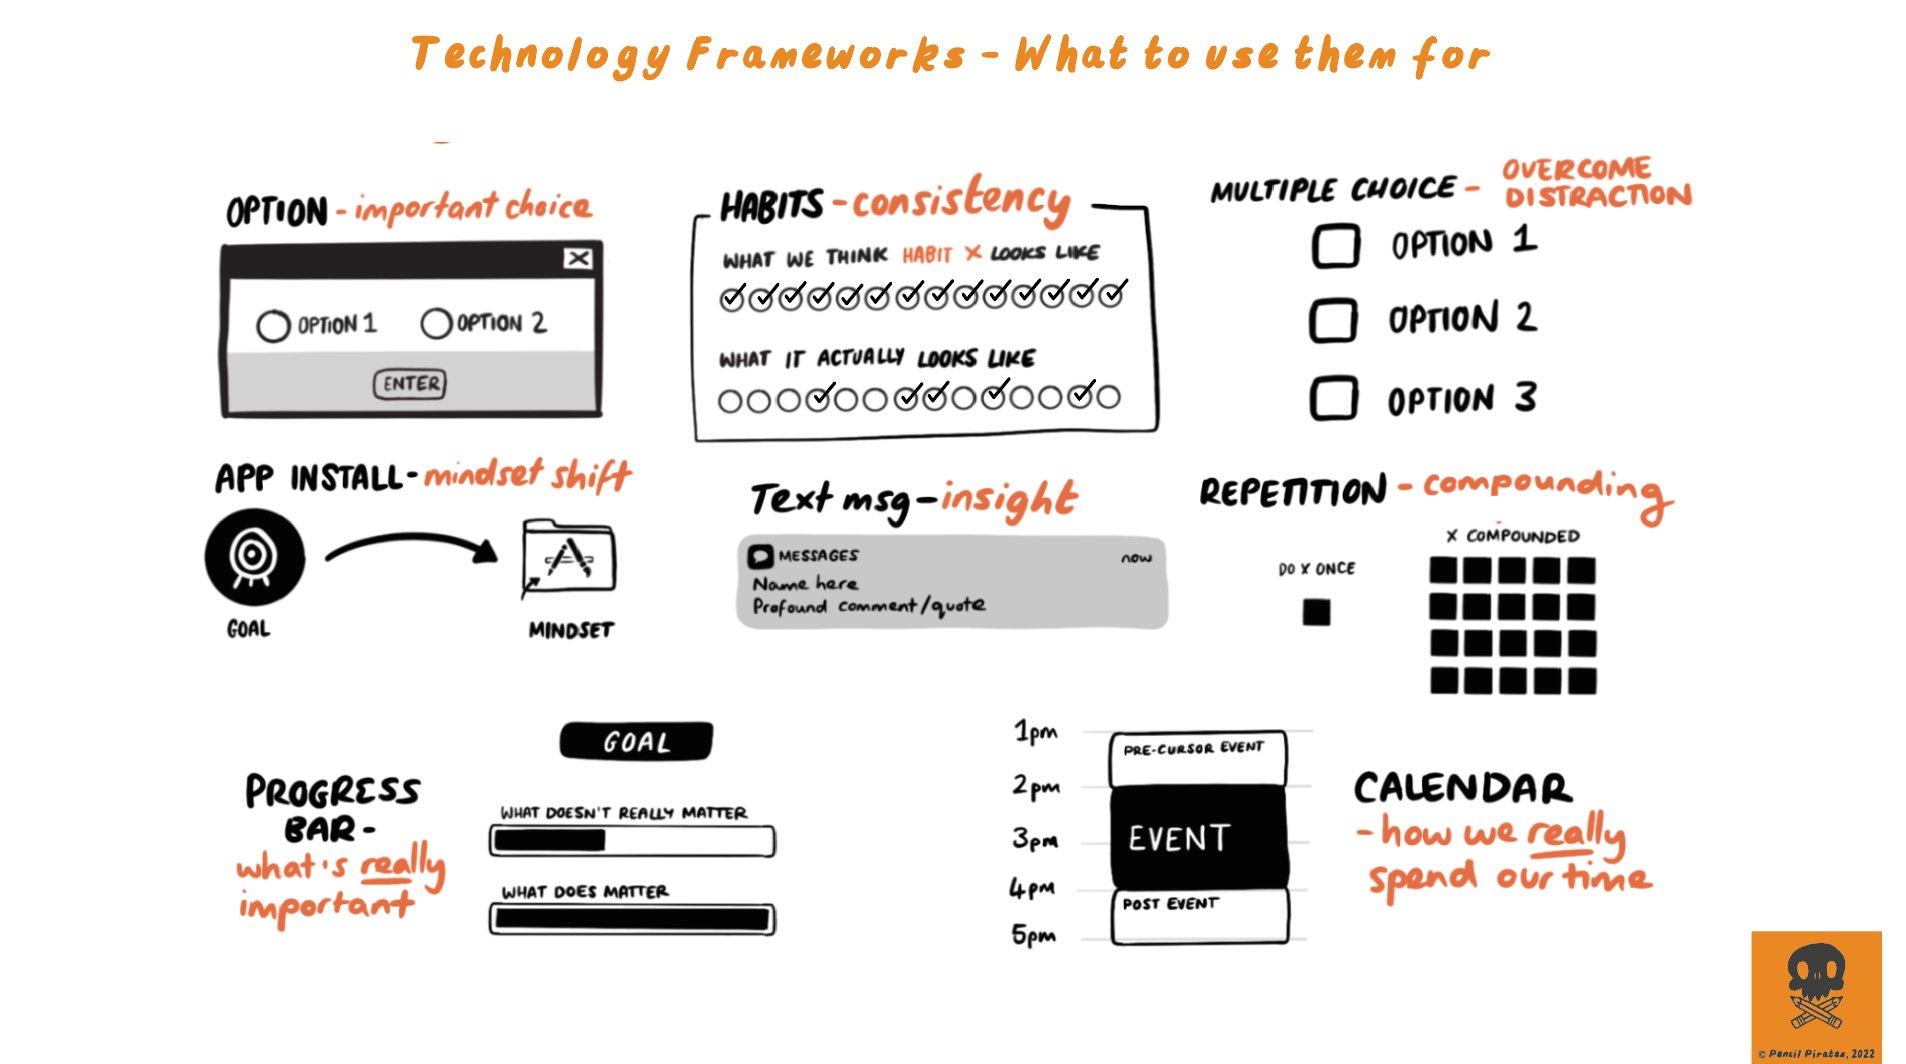 Technology Frameworks - What to use them for
OPTION - important choice
OPTION 1 OPTION 2
ENTER
HABITS - consistency
WHAT WE THINK HABIT X LOOKS LIKE
WHAT IT ACTUALLY LOOKS LIKE
MULTIPLE CHOICE - OVERCOME
DISTRACTION
OPTION 1
OPTION 2
OPTION 3
APP INSTALL - mindset shift
GOAL
MINDSET
Text msg - insight
MESSAGES now
Name here
Profound comment/quote
REPETITION - compounding
DO X ONCE
X COMPOUNDED
PROGRESS
BAR -
what's really
important
GOAL
WHAT DOESN'T REALLY MATTER
WHAT DOES MATTER
1pm
2pm
3pm
4pm
5pm
PRE-CURSOR EVENT
EVENT
POST EVENT
CALENDAR
- how we really
spend our time
© Pencil Pirates, 2022